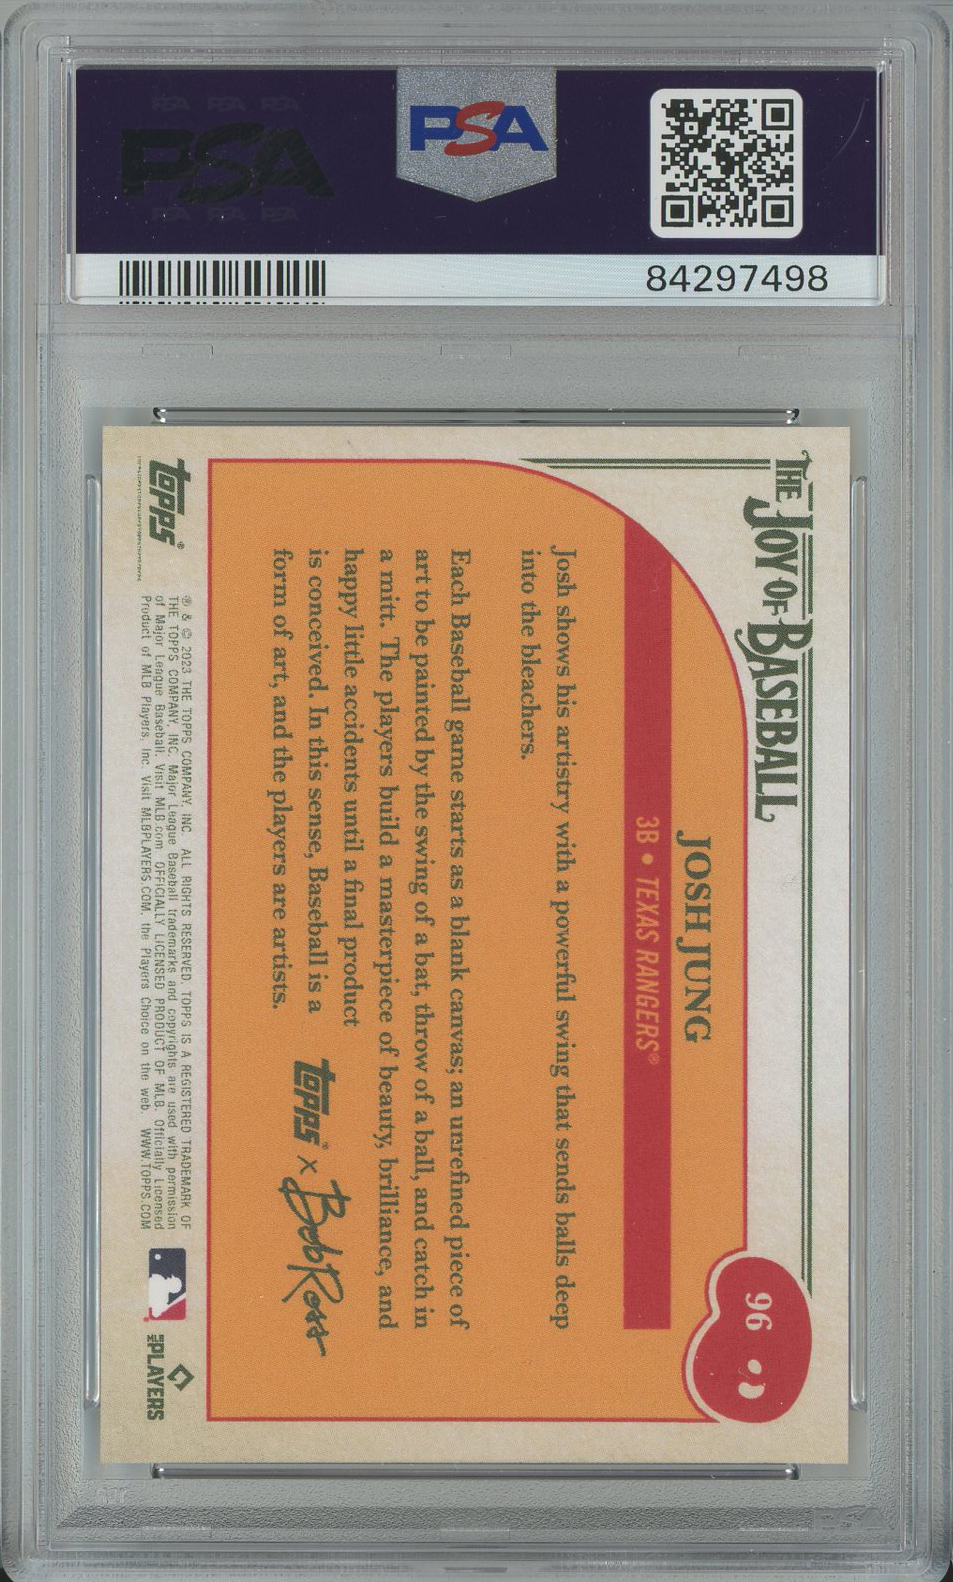 PSA PSA PSA
PSA
PSA PSA PSA
PSA
84297498
THE JOY OF BASEBALL
96
JOSH JUNG
3B • TEXAS RANGERS®
Josh shows his artistry with a powerful swing that sends balls deep
into the bleachers.
Each Baseball game starts as a blank canvas; an unrefined piece of
art to be painted by the swing of a bat, throw of a ball, and catch in
a mitt. The players build a masterpiece of beauty, brilliance, and
happy little accidents until a final product
is conceived. In this sense, Baseball is a
form of art, and the players are artists.
topps® x Bob Ross
topps®
® & © 2023 THE TOPPS COMPANY, INC. ALL RIGHTS RESERVED. TOPPS IS A REGISTERED TRADEMARK OF
THE TOPPS COMPANY, INC. Major League Baseball trademarks and copyrights are used with permission
of Major League Baseball. Visit MLB.com. OFFICIALLY LICENSED PRODUCT OF MLB. Officially Licensed
Product of MLB Players, Inc. Visit MLBPLAYERS.COM, the Players Choice on the web. WWW.TOPPS.COM
MLB PLAYERS